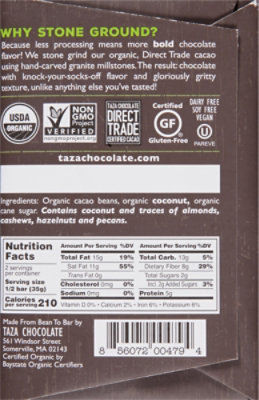 WHY STONE GROUND?
Because less processing means more bold chocolate
flavor! We stone grind our organic, Direct Trade cacao
using hand-carved granite millstones. The result: chocolate
with knock-your-socks-off flavor and gloriously gritty
texture, unlike anything else you've tasted!
USDA
ORGANIC
NON
GMO
Project
VERIFIED
nongmoproject.org
TAZA CHOCOLATE
DIRECT
TRADE
CERTIFIED CACAO
Certified
GF
Gluten-Free
DAIRY FREE
SOY FREE
VEGAN
U
PAREVE
tazachocolate.com
Ingredients: Organic cacao beans, organic coconut, organic
cane sugar. Contains coconut and traces of almonds,
cashews, hazelnuts and pecans.
Nutrition
Facts
2 servings
per container
Serving size
1/2 bar (35g)
Calories
per serving 210
Amount Per Serving %DV
Total Fat 15g 19%
Sat Fat 11g 55%
Trans Fat 0g
Cholesterol 0mg 0%
Sodium 0mg 0%
Amount Per Serving %DV
Total Carb. 13g 5%
Dietary Fiber 8g 29%
Total Sugars 2g
Incl. 2g Added Sugars 3%
Protein 5g
Vitamin D 0% • Calcium 2% • Iron 6% • Potassium 6%
Made From Bean To Bar by
TAZA CHOCOLATE
561 Windsor Street
Somerville, MA 02143
Certified Organic by
Baystate Organic Certifiers
8 56072 00479 4